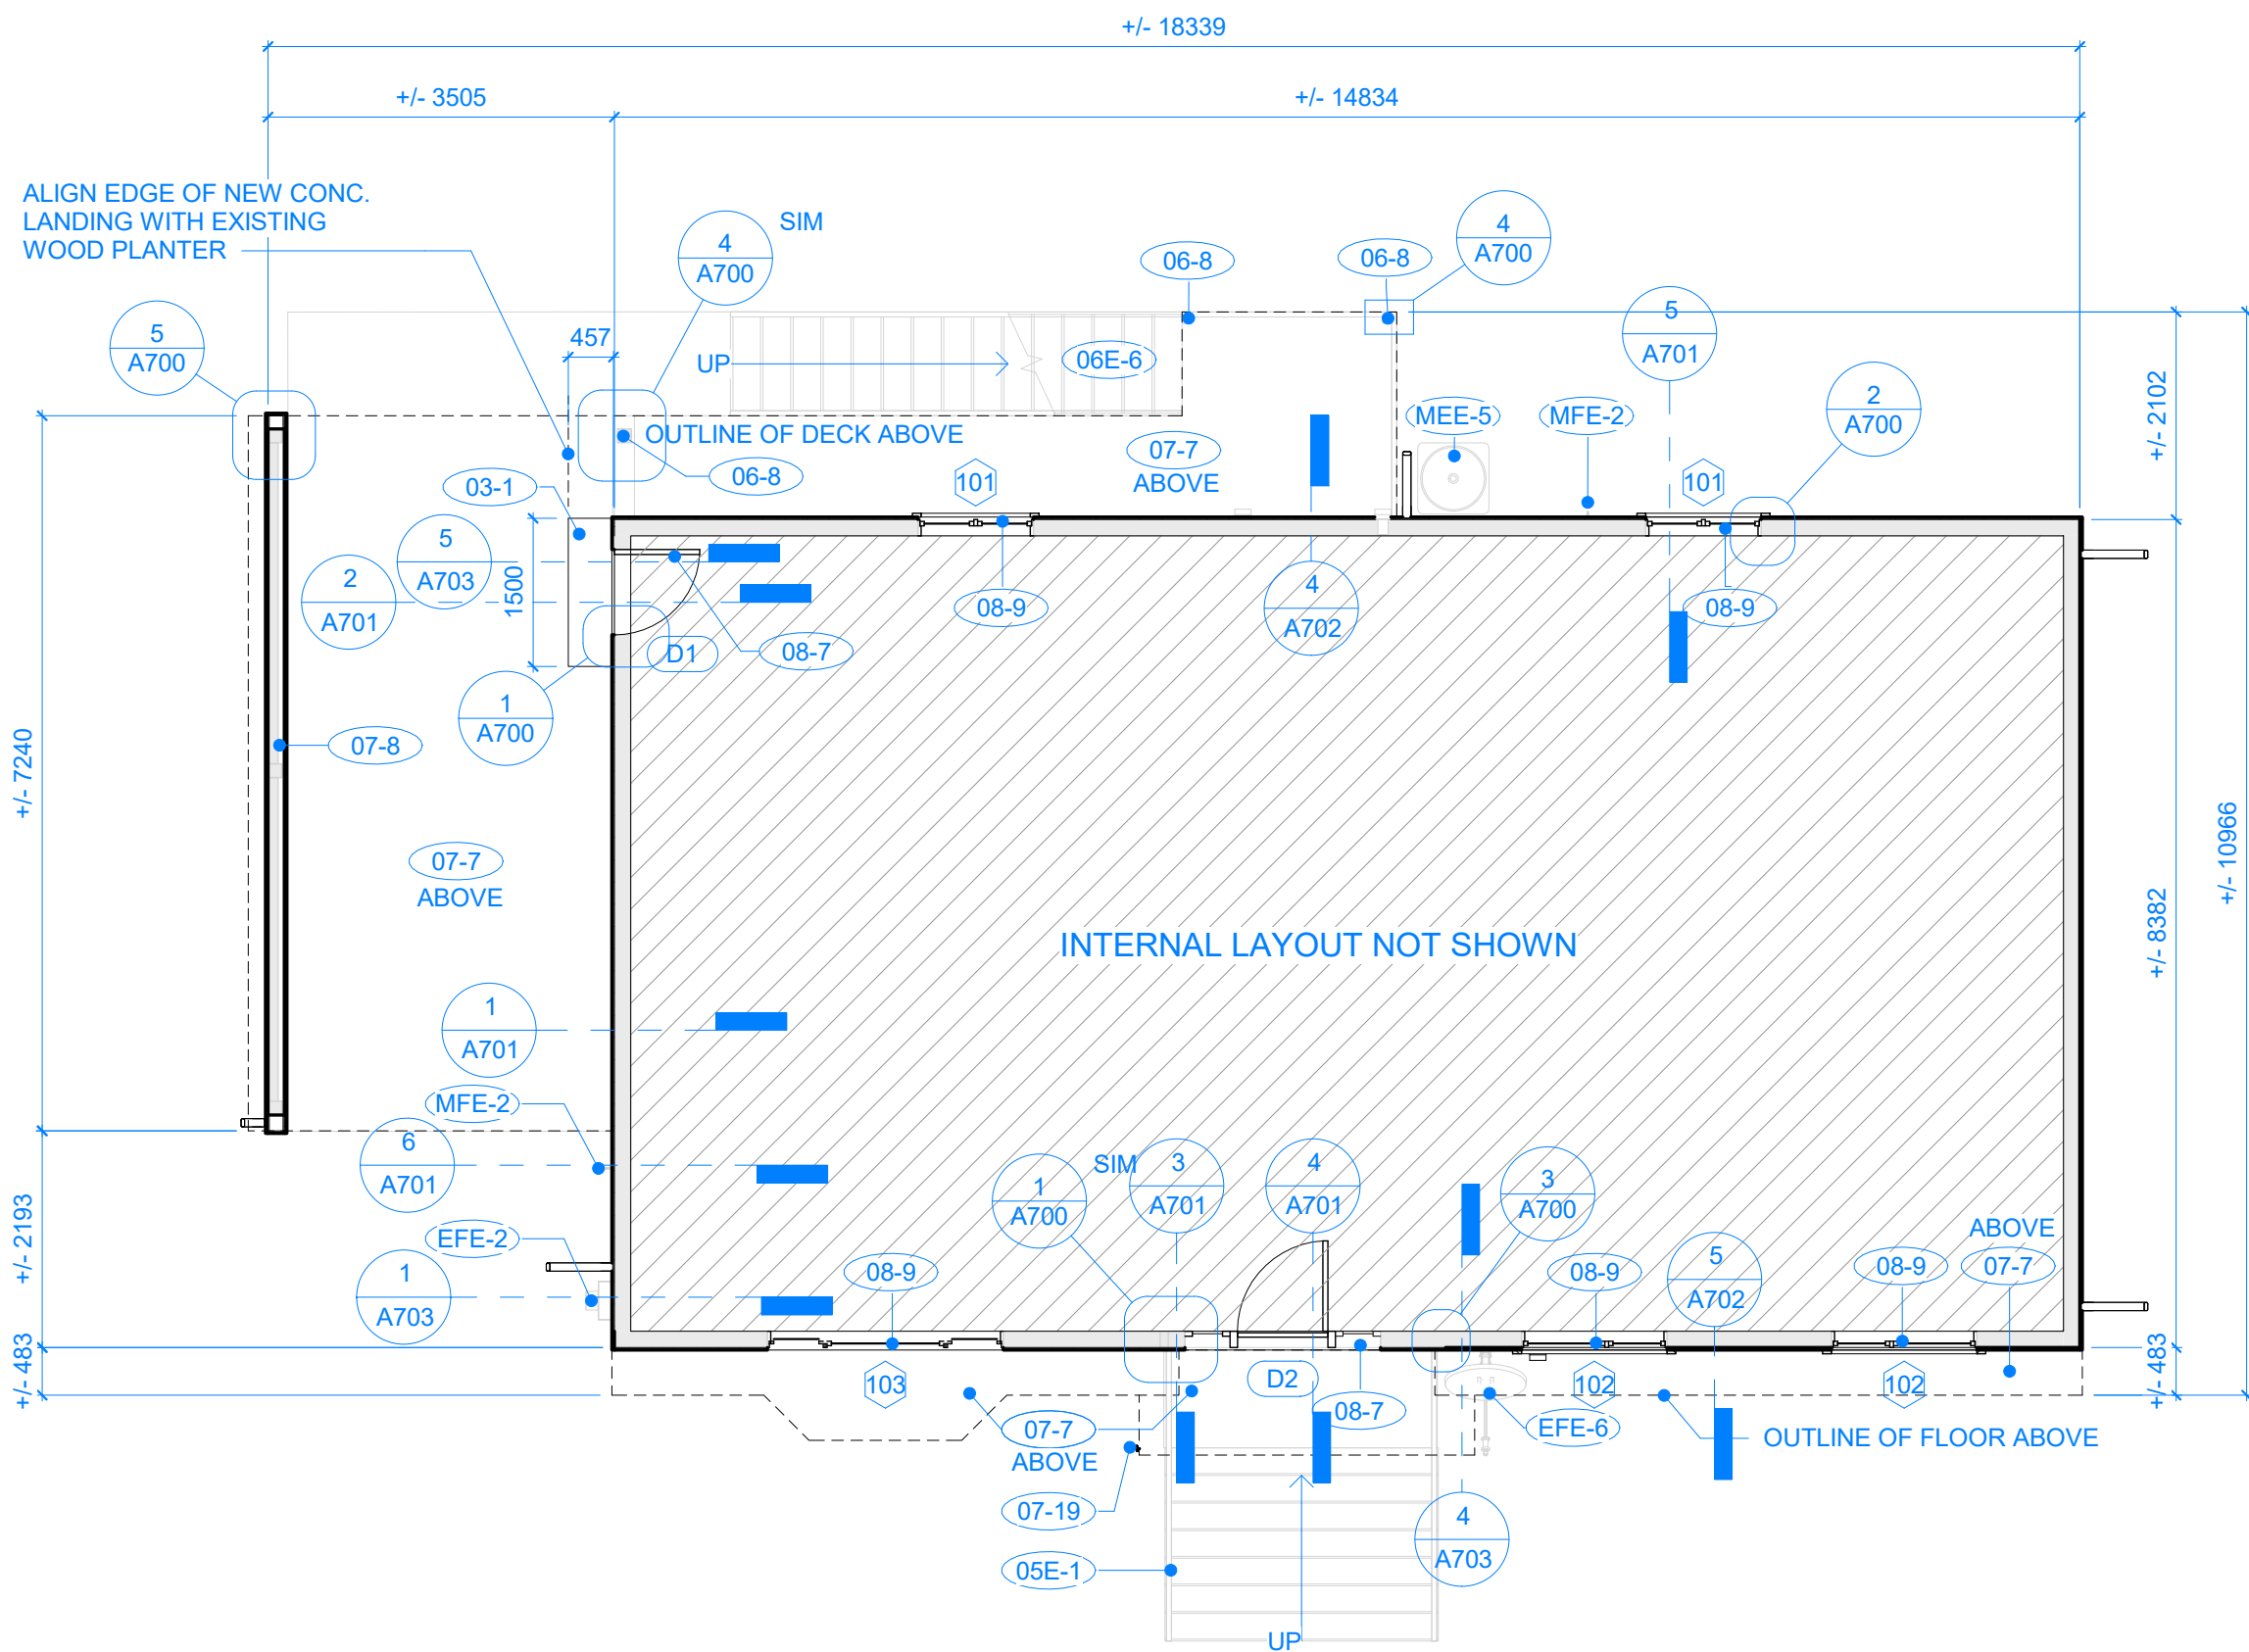 +/- 18339
+/- 3505
+/- 14834
ALIGN EDGE OF NEW CONC.
LANDING WITH EXISTING
WOOD PLANTER
4
A700
SIM
06-8
06-8
4
A700
5
A700
5
A701
457
UP
06E-6
2
A700
+/- 2102
MEE-5
MFE-2
OUTLINE OF DECK ABOVE
07-7
ABOVE
06-8
03-1
101
101
5
A703
2
A701
1500
08-9
4
A702
08-9
D1
08-7
1
A700
07-8
+/- 7240
07-7
ABOVE
+/- 10966
+/- 8382
INTERNAL LAYOUT NOT SHOWN
1
A701
MFE-2
6
A701
SIM
1
A700
3
A701
4
A701
3
A700
+/- 2193
EFE-2
1
A703
08-9
08-9
5
A702
08-9
ABOVE
07-7
+/- 483
+/- 483
103
D2
102
102
07-7
ABOVE
08-7
EFE-6
OUTLINE OF FLOOR ABOVE
07-19
4
A703
05E-1
UP